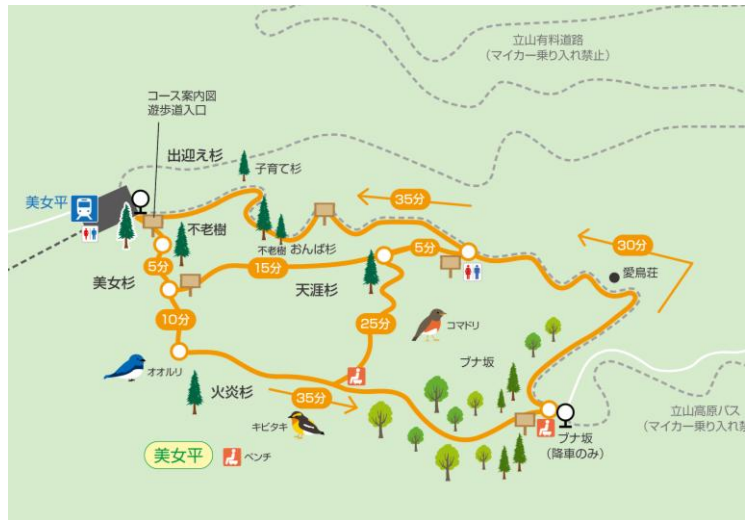 立山有料道路
(マイカー乗り入れ禁止)
コース案内図
遊歩道入口
出迎え杉
子育て杉
美女平
35分
不老樹
不老樹
おんば杉
5分
30分
5分
15分
愛鳥荘
美女杉
天涯杉
10分
25分
コマドリ
ブナ坂
オオルリ
火炎杉
35分
キビタキ
立山高原バス
(マイカー乗り入れ禁
ブナ坂
(降車のみ)
美女平
ベンチ